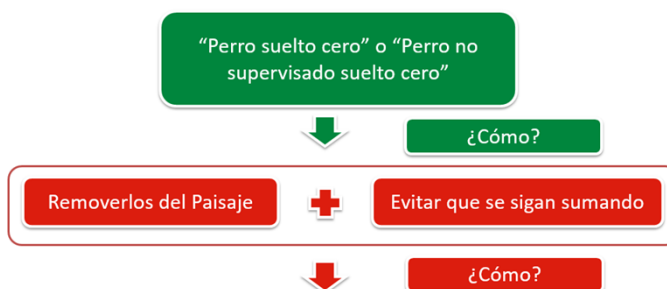 “Perro suelto cero” o “Perro no
supervisado suelto cero”
¿Cómo?
Removerlos del Paisaje
Evitar que se sigan sumando
¿Cómo?